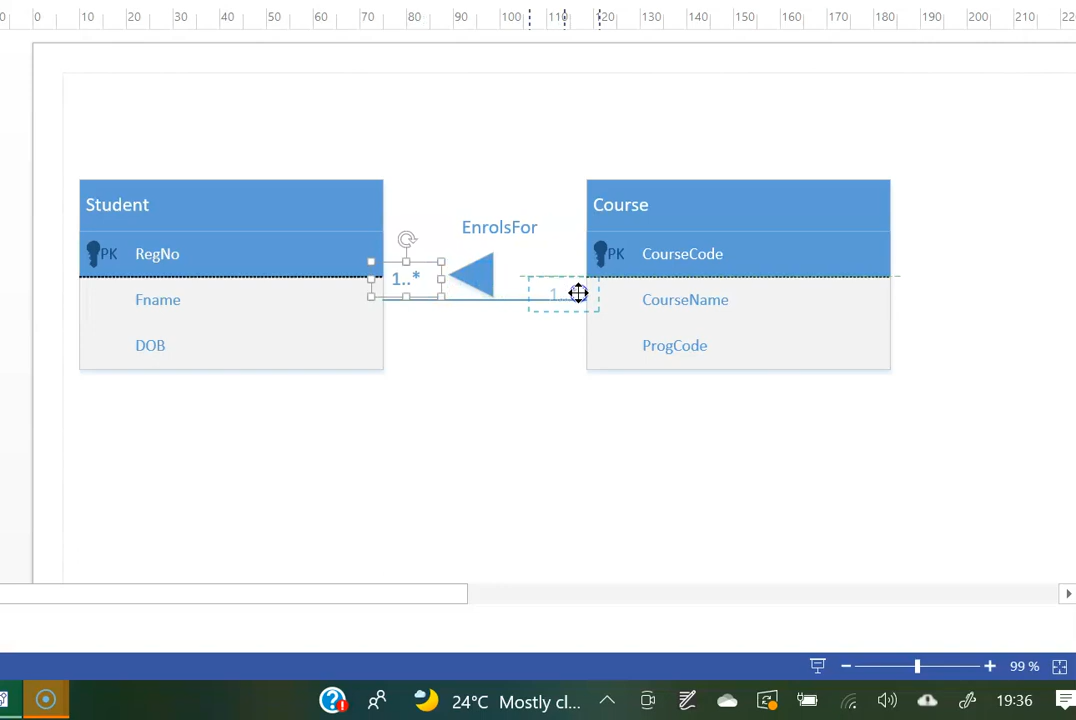 0 10 20 30 40 50 60 70 80 90 100 110 120 130 140 150 160 170 180 190 200 210
Student
Course
EnrolsFor
PK RegNo
PK CourseCode
1..*
Fname
CourseName
DOB
ProgCode
99 %
24°C Mostly cl...
19:36